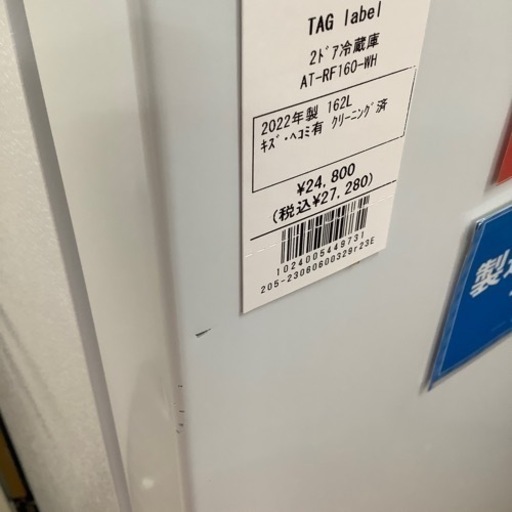 TAG label
2ﾄﾞｱ冷蔵庫
AT-RF160-WH
2022年製 162L
ｷｽﾞ･ﾍｺﾐ有 ｸﾘｰﾆﾝｸﾞ済
¥24,800
(税込¥27,280)
1024005449731
205-23060600329r23E
製